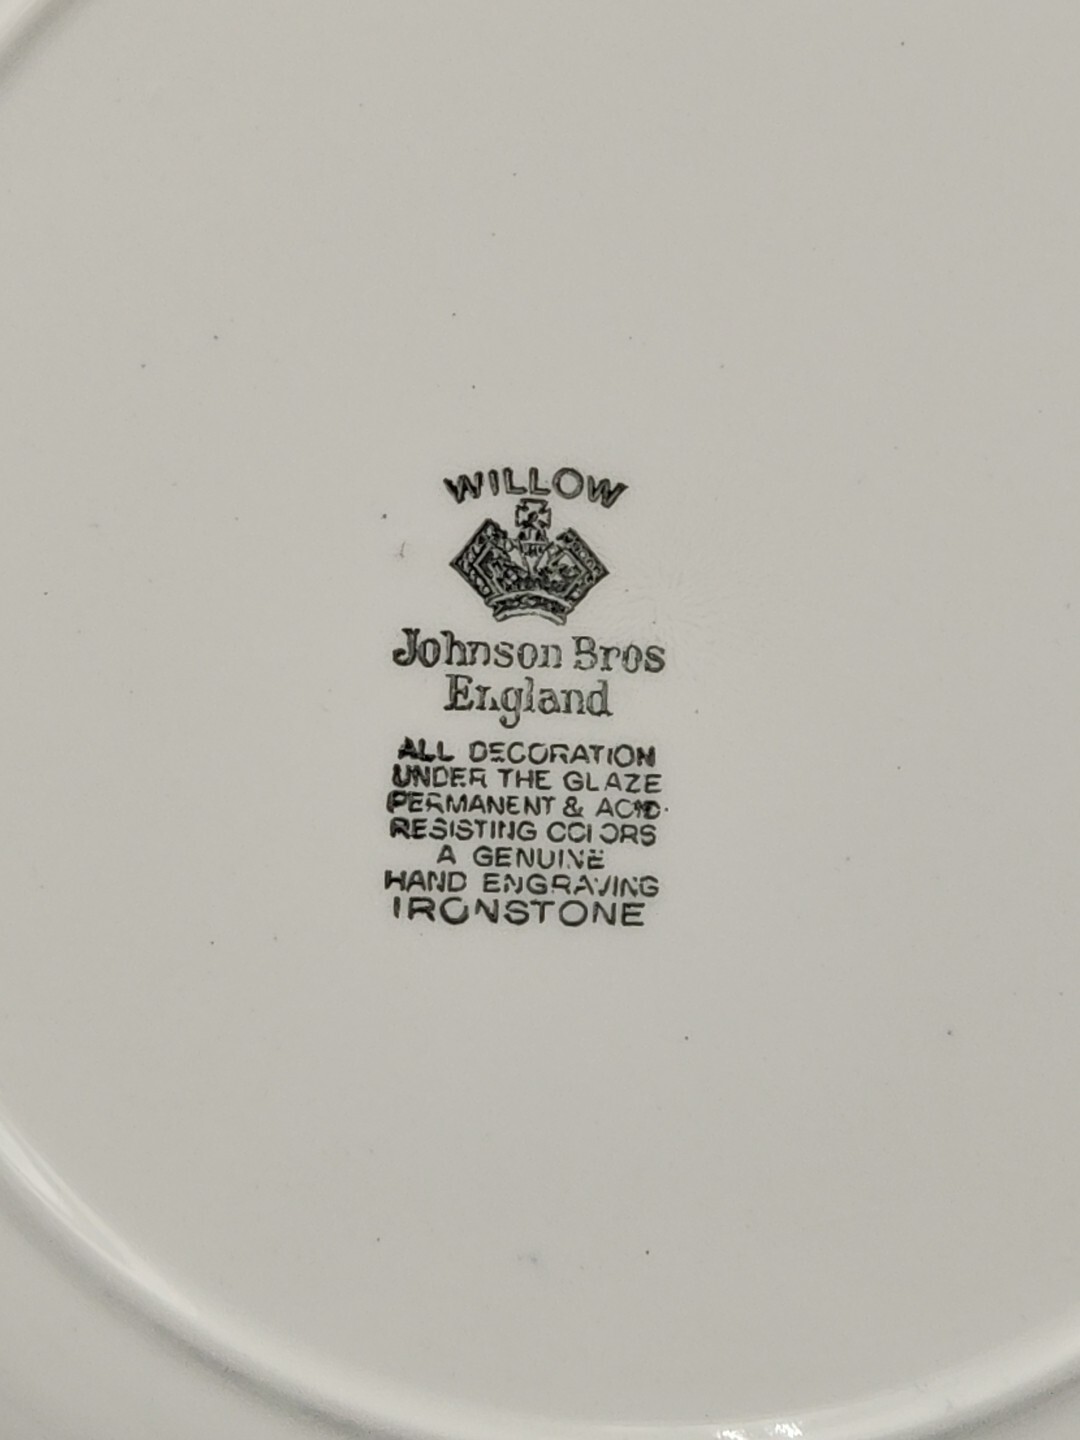 WILLOW
Johnson Bros
England
ALL DECORATION
UNDER THE GLAZE
PERMANENT & ACID-
RESISTING COLORS
A GENUINE
HAND ENGRAVING
IRONSTONE